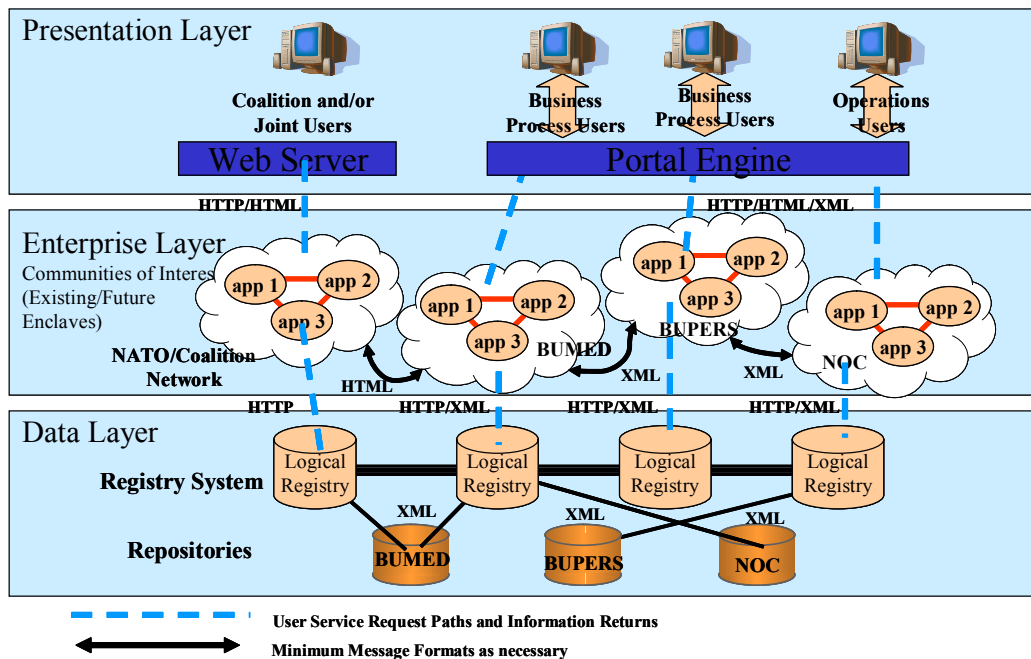 Presentation Layer
Coalition and/or
Joint Users
Business
Process Users
Business
Process Users
Operations
Users
Web Server
Portal Engine
HTTP/HTML
HTTP/HTML/XML
Enterprise Layer
Communities of Interes
(Existing/Future
Enclaves)
app 1
app 2
app 3
NATO/Coalition
Network
app 1
app 2
app 3
BUMED
app 1
app 2
app 3
BUPERS
app 1
app 2
app 3
NOC
HTML
XML
XML
HTTP
HTTP/XML
HTTP/XML
HTTP/XML
Data Layer
Registry System
Logical
Registry
Logical
Registry
Logical
Registry
Logical
Registry
XML
XML
XML
Repositories
BUMED
BUPERS
NOC
User Service Request Paths and Information Returns
Minimum Message Formats as necessary